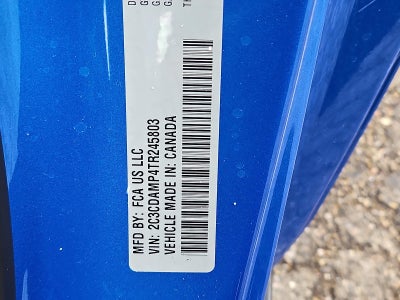 MFD BY: FCA US LLC
VIN: 2C3CDAMP4TR245803
VEHICLE MADE IN: CANADA